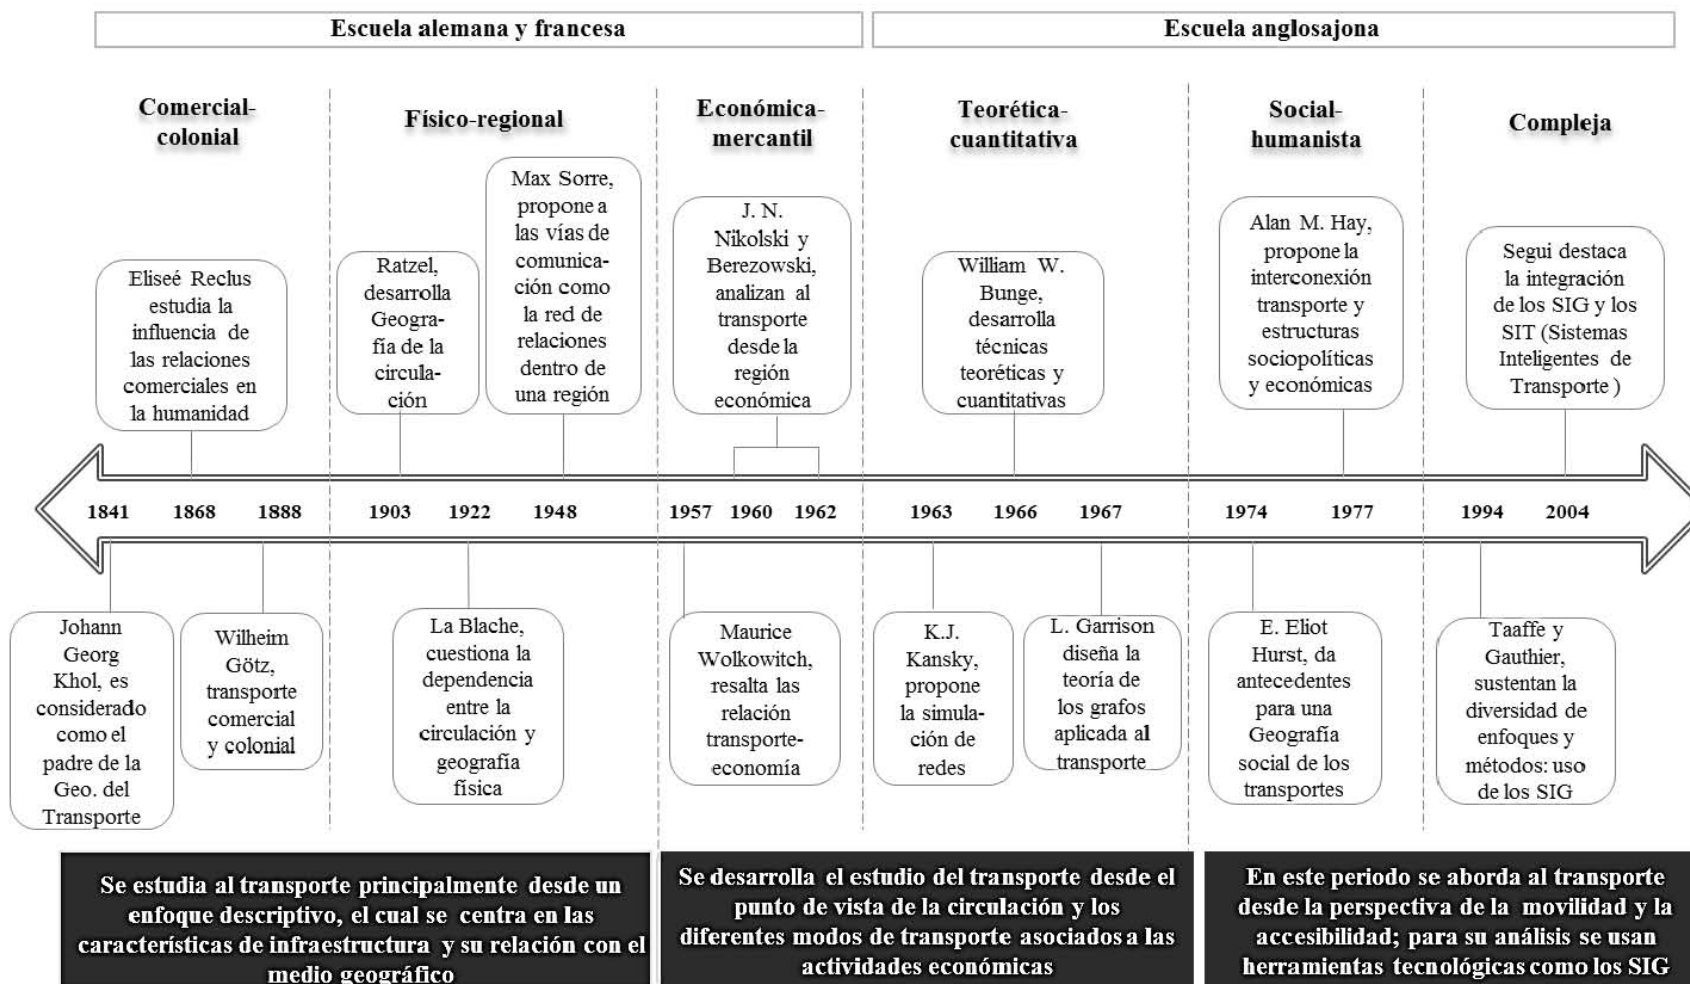 Escuela alemana y francesa
Escuela anglosajona
Comercial-
colonial
Físico-regional
Económica-
mercantil
Teorética-
cuantitativa
Social-
humanista
Compleja
Eliseé Reclus
estudia la
influencia de
las relaciones
comerciales en
la humanidad
Ratzel,
desarrolla
Geogra-
fía de la
circula-
ción
Max Sorre,
propone a
las vías de
comunica-
ción como
la red de
relaciones
dentro de
una región
J. N.
Nikolski y
Berezowski,
analizan al
transporte
desde la
región
económica
William W.
Bunge,
desarrolla
técnicas
teoréticas y
cuantitativas
Alan M. Hay,
propone la
interconexión
transporte y
estructuras
sociopolíticas
y económicas
Segui destaca
la integración
de los SIG y los
SIT (Sistemas
Inteligentes de
Transporte )
1841 1868 1888 1903 1922 1948 1957 1960 1962 1963 1966 1967 1974 1977 1994 2004
Johann
Georg
Khol, es
considerado
como el
padre de la
Geo. del
Transporte
Wilheim
Götz,
transporte
comercial
y colonial
La Blache,
cuestiona la
dependencia
entre la
circulación y
geografía
física
Maurice
Wolkowitch,
resalta las
relación
transporte-
economía
K.J.
Kansky,
propone
la simula-
ción de
redes
L. Garrison
diseña la
teoría de
los grafos
aplicada al
transporte
E. Eliot
Hurst, da
antecedentes
para una
Geografía
social de los
transportes
Taaffe y
Gauthier,
sustentan la
diversidad de
enfoques y
métodos: uso
de los SIG
Se estudia al transporte principalmente desde un
enfoque descriptivo, el cual se centra en las
características de infraestructura y su relación con el
medio geográfico
Se desarrolla el estudio del transporte desde el
punto de vista de la circulación y los
diferentes modos de transporte asociados a las
actividades económicas
En este periodo se aborda al transporte
desde la perspectiva de la movilidad y la
accesibilidad; para su análisis se usan
herramientas tecnológicas como los SIG